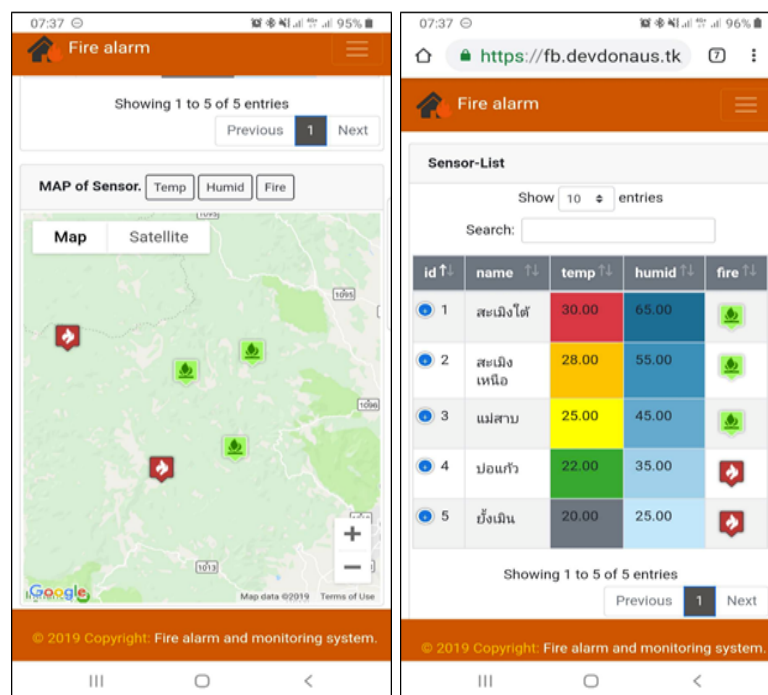 07:37 95%
Fire alarm
Showing 1 to 5 of 5 entries
Previous 1 Next
MAP of Sensor. Temp Humid Fire
Map Satellite
1095
1095
1096
1013
Google
Map data ©2019 Terms of Use
© 2019 Copyright: Fire alarm and monitoring system.
07:37 96%
https://fb.devdonaus.tk 7
Fire alarm
Sensor-List
Show 10 entries
Search:
id name temp humid fire
1 สะเมิงใต้ 30.00 65.00
2 สะเมิง
เหนือ 28.00 55.00
3 แม่สาบ 25.00 45.00
4 บ่อแก้ว 22.00 35.00
5 ยั้งเมิน 20.00 25.00
Showing 1 to 5 of 5 entries
Previous 1 Next
© 2019 Copyright: Fire alarm and monitoring system.